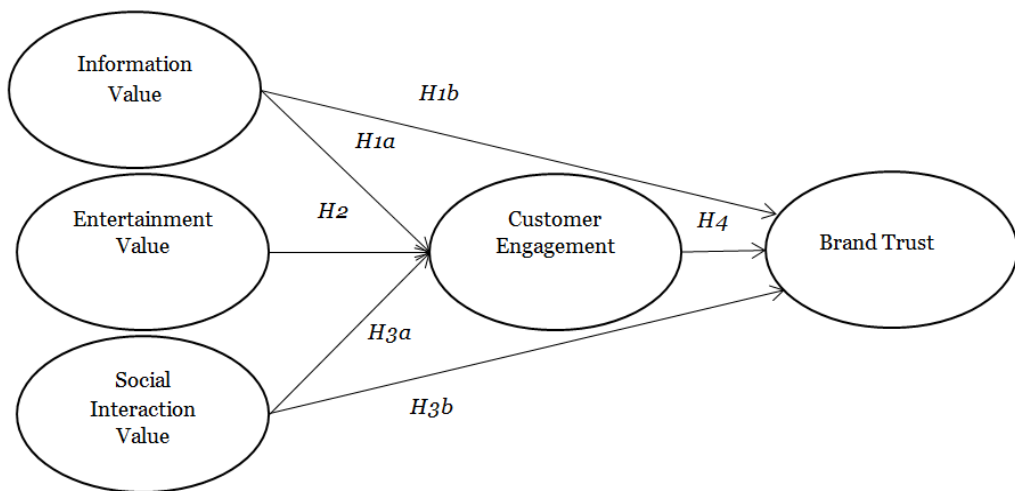 Information
Value
H1b
H1a
Entertainment
Value
H2
Customer
Engagement
H4
Brand Trust
H3a
Social
Interaction
Value
H3b